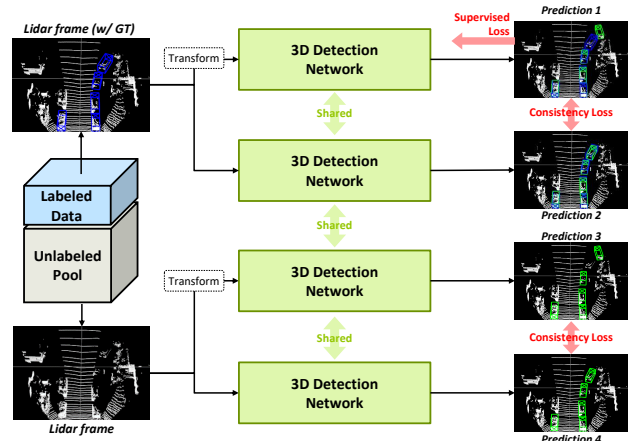 Lidar frame (w/ GT)
Transform
3D Detection
Network
Supervised
Loss
Prediction 1
Shared
Consistency Loss
3D Detection
Network
Prediction 2
Labeled
Data
Unlabeled
Pool
Shared
Prediction 3
Transform
3D Detection
Network
Shared
Consistency Loss
3D Detection
Network
Lidar frame
Prediction 4